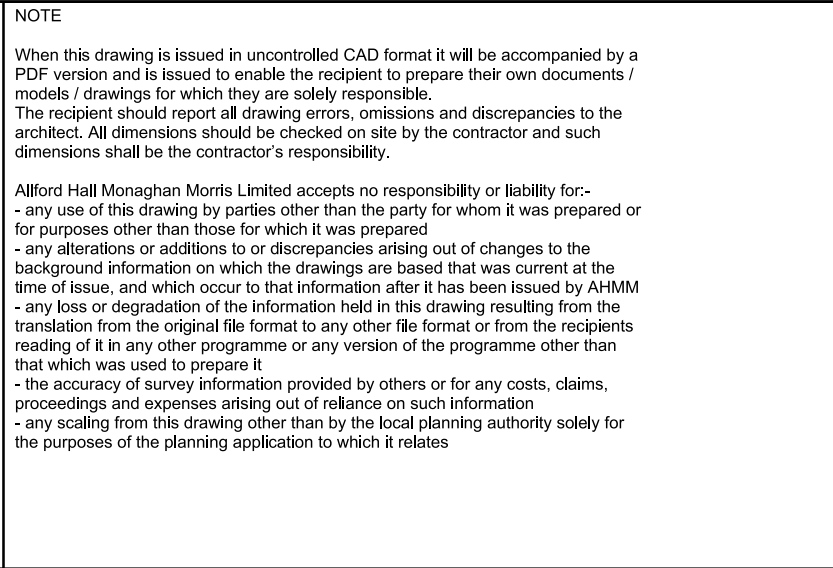 NOTE
When this drawing is issued in uncontrolled CAD format it will be accompanied by a
PDF version and is issued to enable the recipient to prepare their own documents /
models / drawings for which they are solely responsible.
The recipient should report all drawing errors, omissions and discrepancies to the
architect. All dimensions should be checked on site by the contractor and such
dimensions shall be the contractor's responsibility.
Allford Hall Monaghan Morris Limited accepts no responsibility or liability for:-
- any use of this drawing by parties other than the party for whom it was prepared or
for purposes other than those for which it was prepared
- any alterations or additions to or discrepancies arising out of changes to the
background information on which the drawings are based that was current at the
time of issue, and which occur to that information after it has been issued by AHMM
- any loss or degradation of the information held in this drawing resulting from the
translation from the original file format to any other file format or from the recipients
reading of it in any other programme or any version of the programme other than
that which was used to prepare it
- the accuracy of survey information provided by others or for any costs, claims,
proceedings and expenses arising out of reliance on such information
- any scaling from this drawing other than by the local planning authority solely for
the purposes of the planning application to which it relates